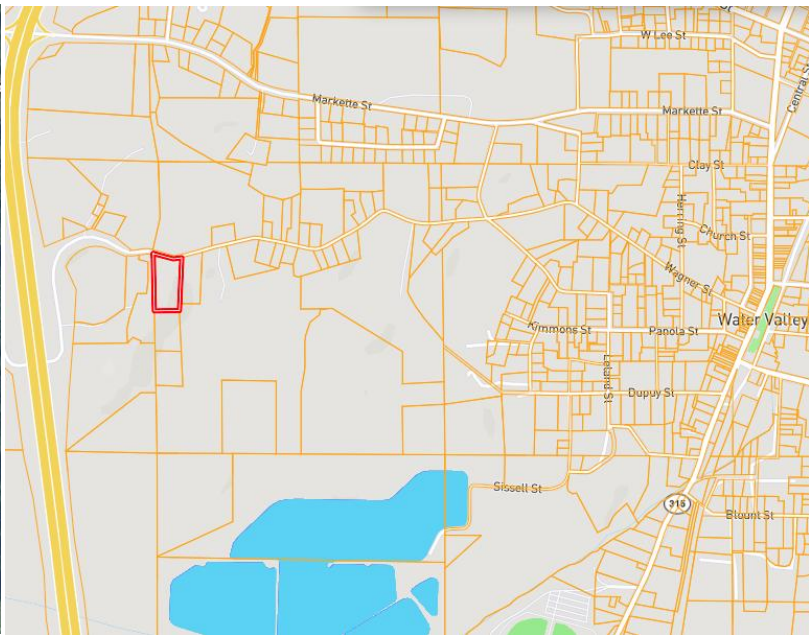 W Lee St
Central St
Markette St
Markette St
Clay St
Herring St
Church St
Wagner St
Water Valley
Kimmons St
Panola St
Leland St
Dupuy St
Sissell St
315
Blount St